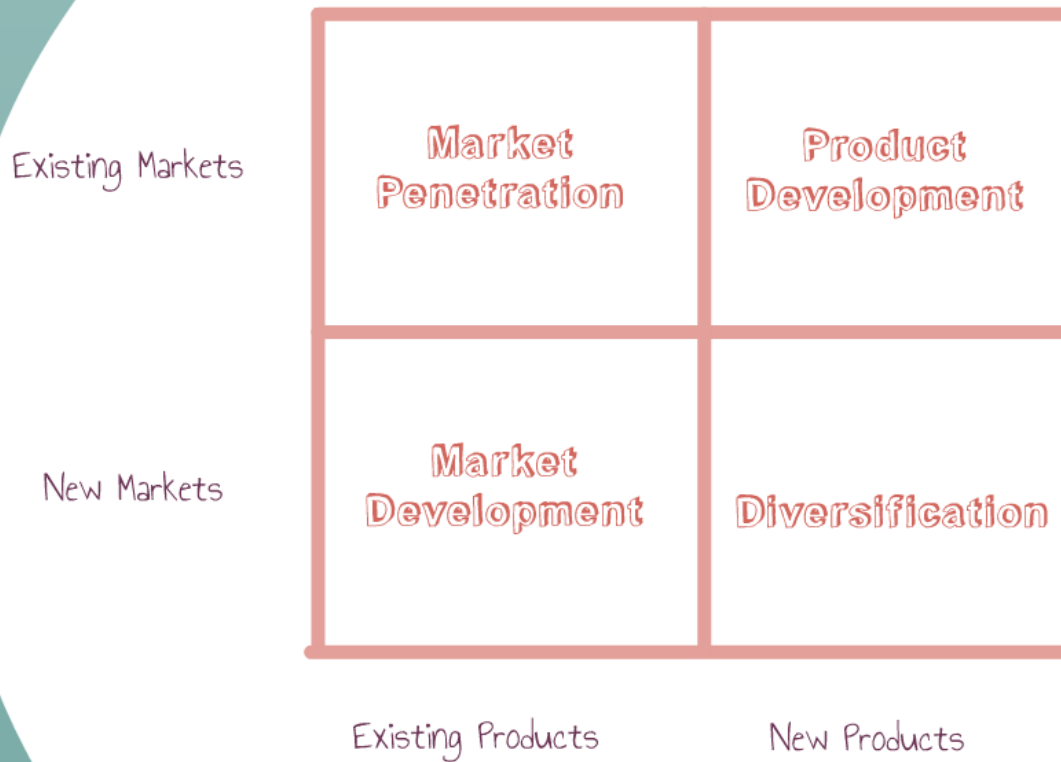 Existing Markets
Market
Penetration
Product
Development
New Markets
Market
Development
Diversification
Existing Products
New Products